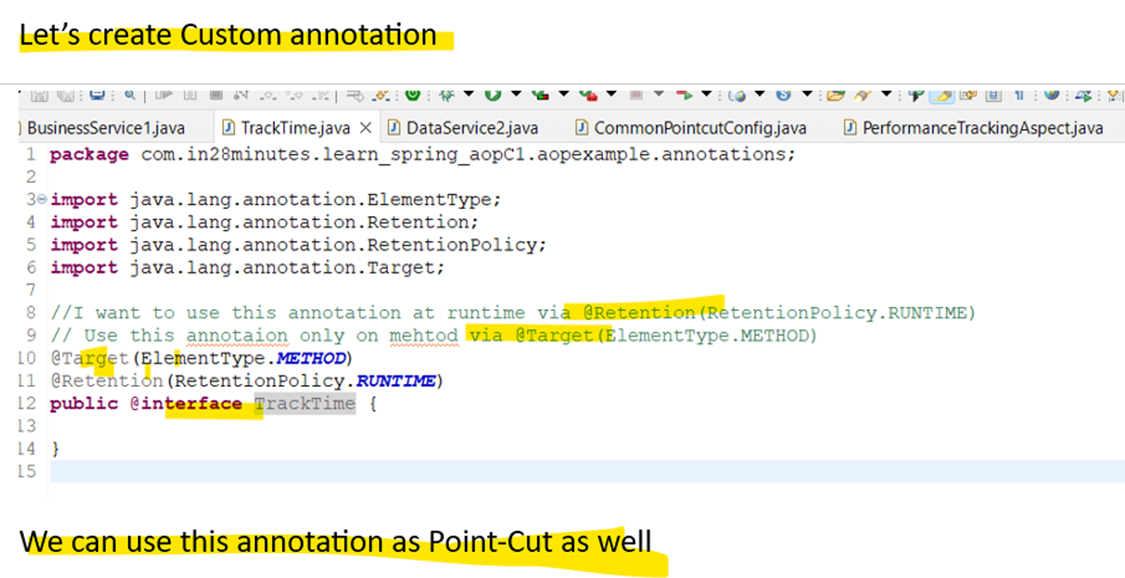 Let's create Custom annotation
BusinessService1.java TrackTime.java DataService2.java CommonPointcutConfig.java PerformanceTrackingAspect.java
1 package com.in28minutes.learn_spring_aopC1.aopexample.annotations;
2
3 import java.lang.annotation.ElementType;
4 import java.lang.annotation.Retention;
5 import java.lang.annotation.RetentionPolicy;
6 import java.lang.annotation.Target;
7
8 //I want to use this annotation at runtime via @Retention(RetentionPolicy.RUNTIME)
9 // Use this annotaion only on mehtod via @Target(ElementType.METHOD)
10 @Target(ElementType.METHOD)
11 @Retention(RetentionPolicy.RUNTIME)
12 public @interface TrackTime {
13
14 }
15
We can use this annotation as Point-Cut as well